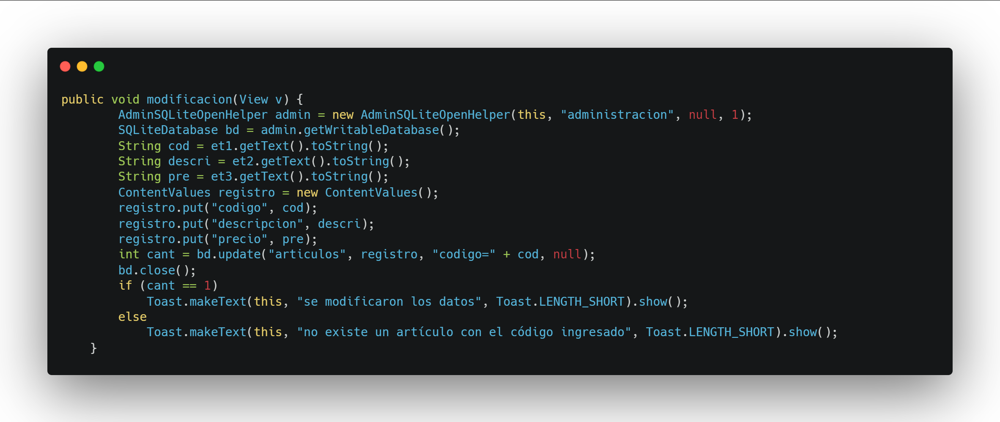 public void modificacion(View v) {
        AdminSQLiteOpenHelper admin = new AdminSQLiteOpenHelper(this, "administracion", null, 1);
        SQLiteDatabase bd = admin.getWritableDatabase();
        String cod = et1.getText().toString();
        String descri = et2.getText().toString();
        String pre = et3.getText().toString();
        ContentValues registro = new ContentValues();
        registro.put("codigo", cod);
        registro.put("descripcion", descri);
        registro.put("precio", pre);
        int cant = bd.update("articulos", registro, "codigo=" + cod, null);
        bd.close();
        if (cant == 1)
            Toast.makeText(this, "se modificaron los datos", Toast.LENGTH_SHORT).show();
        else
            Toast.makeText(this, "no existe un artículo con el código ingresado", Toast.LENGTH_SHORT).show();
    }